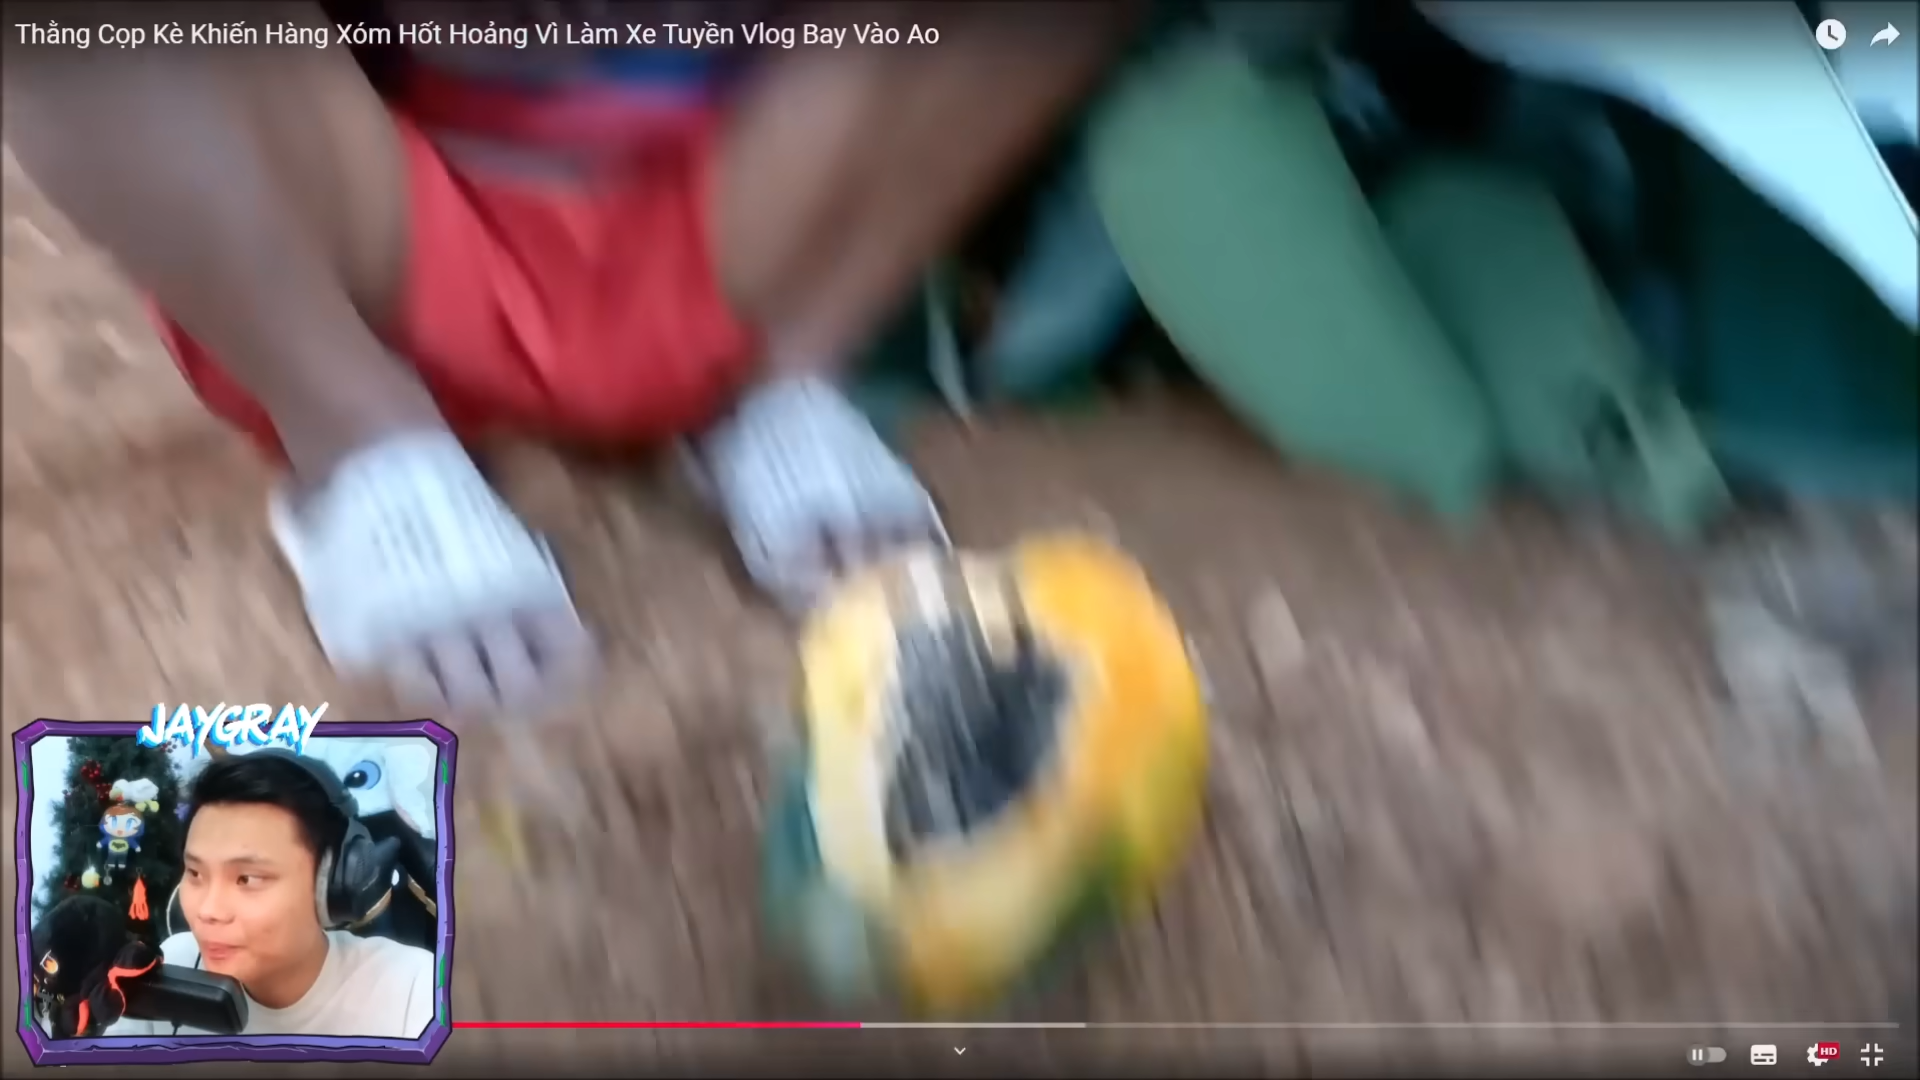 Thằng Cọp Kè Khiến Hàng Xóm Hốt Hoảng Vì Làm Xe Tuyền Vlog Bay Vào Ao
JAYGRAY
HD